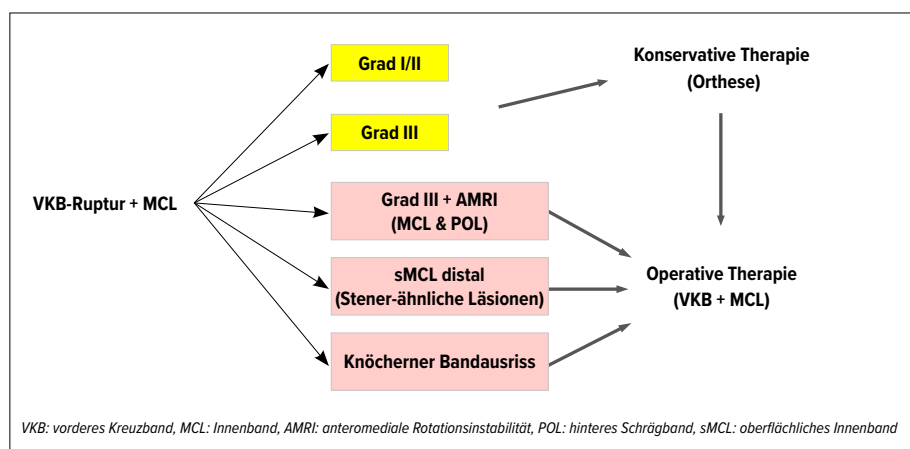 Grad I/II
Grad III
VKB-Ruptur + MCL
Grad III + AMRI
(MCL & POL)
sMCL distal
(Stener-ähnliche Läsionen)
Knöcherner Bandausriss
Konservative Therapie
(Orthese)
Operative Therapie
(VKB + MCL)
VKB: vorderes Kreuzband, MCL: Innenband, AMRI: anteromediale Rotationsinstabilität, POL: hinteres Schrägband, sMCL: oberflächliches Innenband